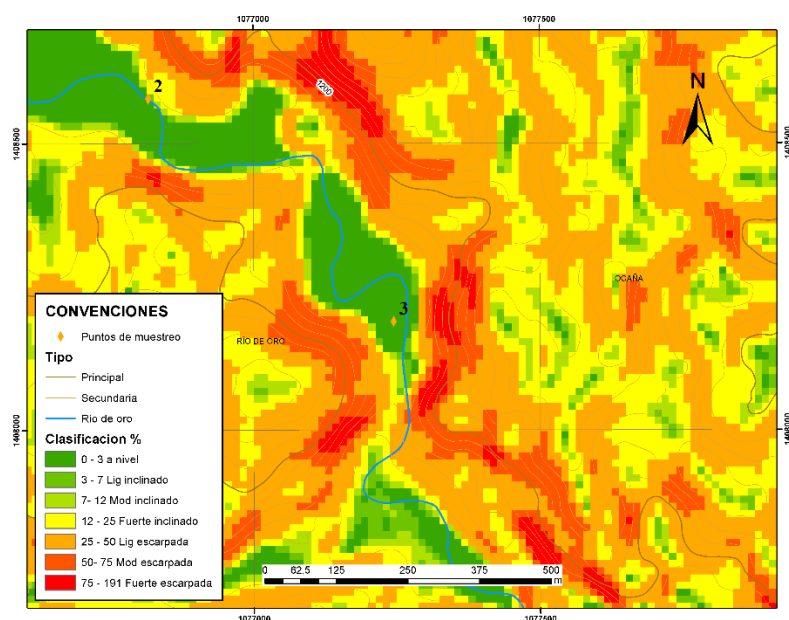 1077000
1077500
2
1200
N
1408500
1408500
OCAÑA
3
RÍO DE ORO
CONVENCIONES
Puntos de muestreo
Tipo
Principal
Secundaria
Rio de oro
Clasificacion %
0 - 3 a nivel
3 - 7 Lig inclinado
7- 12 Mod inclinado
12 - 25 Fuerte inclinado
25 - 50 Lig escarpada
50- 75 Mod escarpada
75 - 191 Fuerte escarpada
1408000
1408000
0 62.5 125 250 375 500
m
1077000
1077500